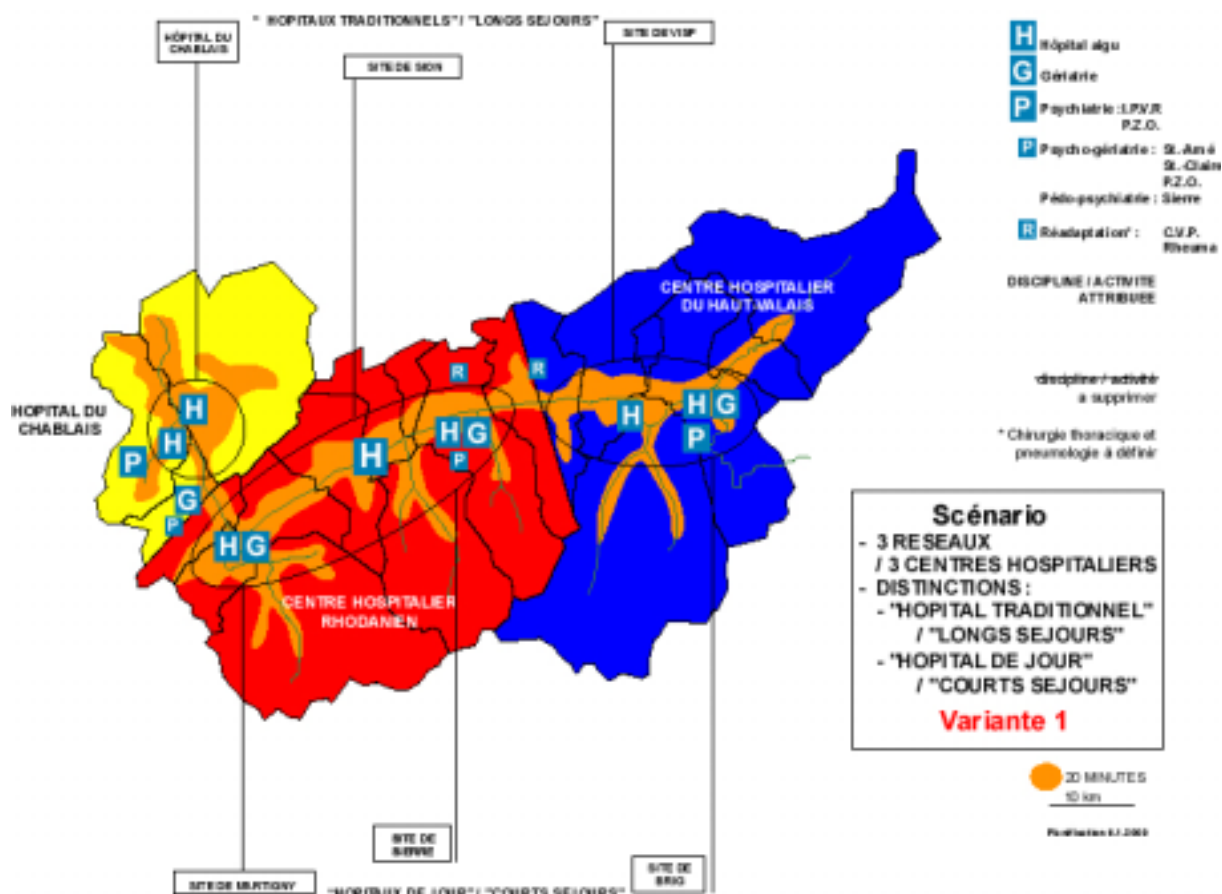 " HOPITAUX TRADITIONNELS" / "LONGS SEJOURS"
HÔPITAL DU
CHABLAIS
SITE DE SION
SITE DE VISP
H Hôpital aigu
G Gériatrie
P Psychiatrie : I.P.V.R
P.Z.O.
P Psycho-gériatrie : St.-Amé
St.-Claire
P.Z.O.
Pédo-psychiatrie : Sierre
R Réadaptation* : C.V.P.
Rheuma
DISCIPLINE / ACTIVITE
ATTRIBUEE
discipline / activité
a supprimer
* Chirurgie thoracique et
pneumologie à définir
CENTRE HOSPITALIER
DU HAUT-VALAIS
HOPITAL DU
CHABLAIS
R
R
H
H
P
G
P
H G
H
H G
P
H
H G
P
CENTRE HOSPITALIER
RHODANIEN
Scénario
- 3 RESEAUX
/ 3 CENTRES HOSPITALIERS
- DISTINCTIONS :
- "HOPITAL TRADITIONNEL"
/ "LONGS SEJOURS"
- "HOPITAL DE JOUR"
/ "COURTS SEJOURS"
Variante 1
20 MINUTES
10 km
SITE DE
SIERRE
SITE DE
BRIG
SITE DE MARTIGNY
"HOPITAUX DE JOUR" / "COURTS SEJOURS"